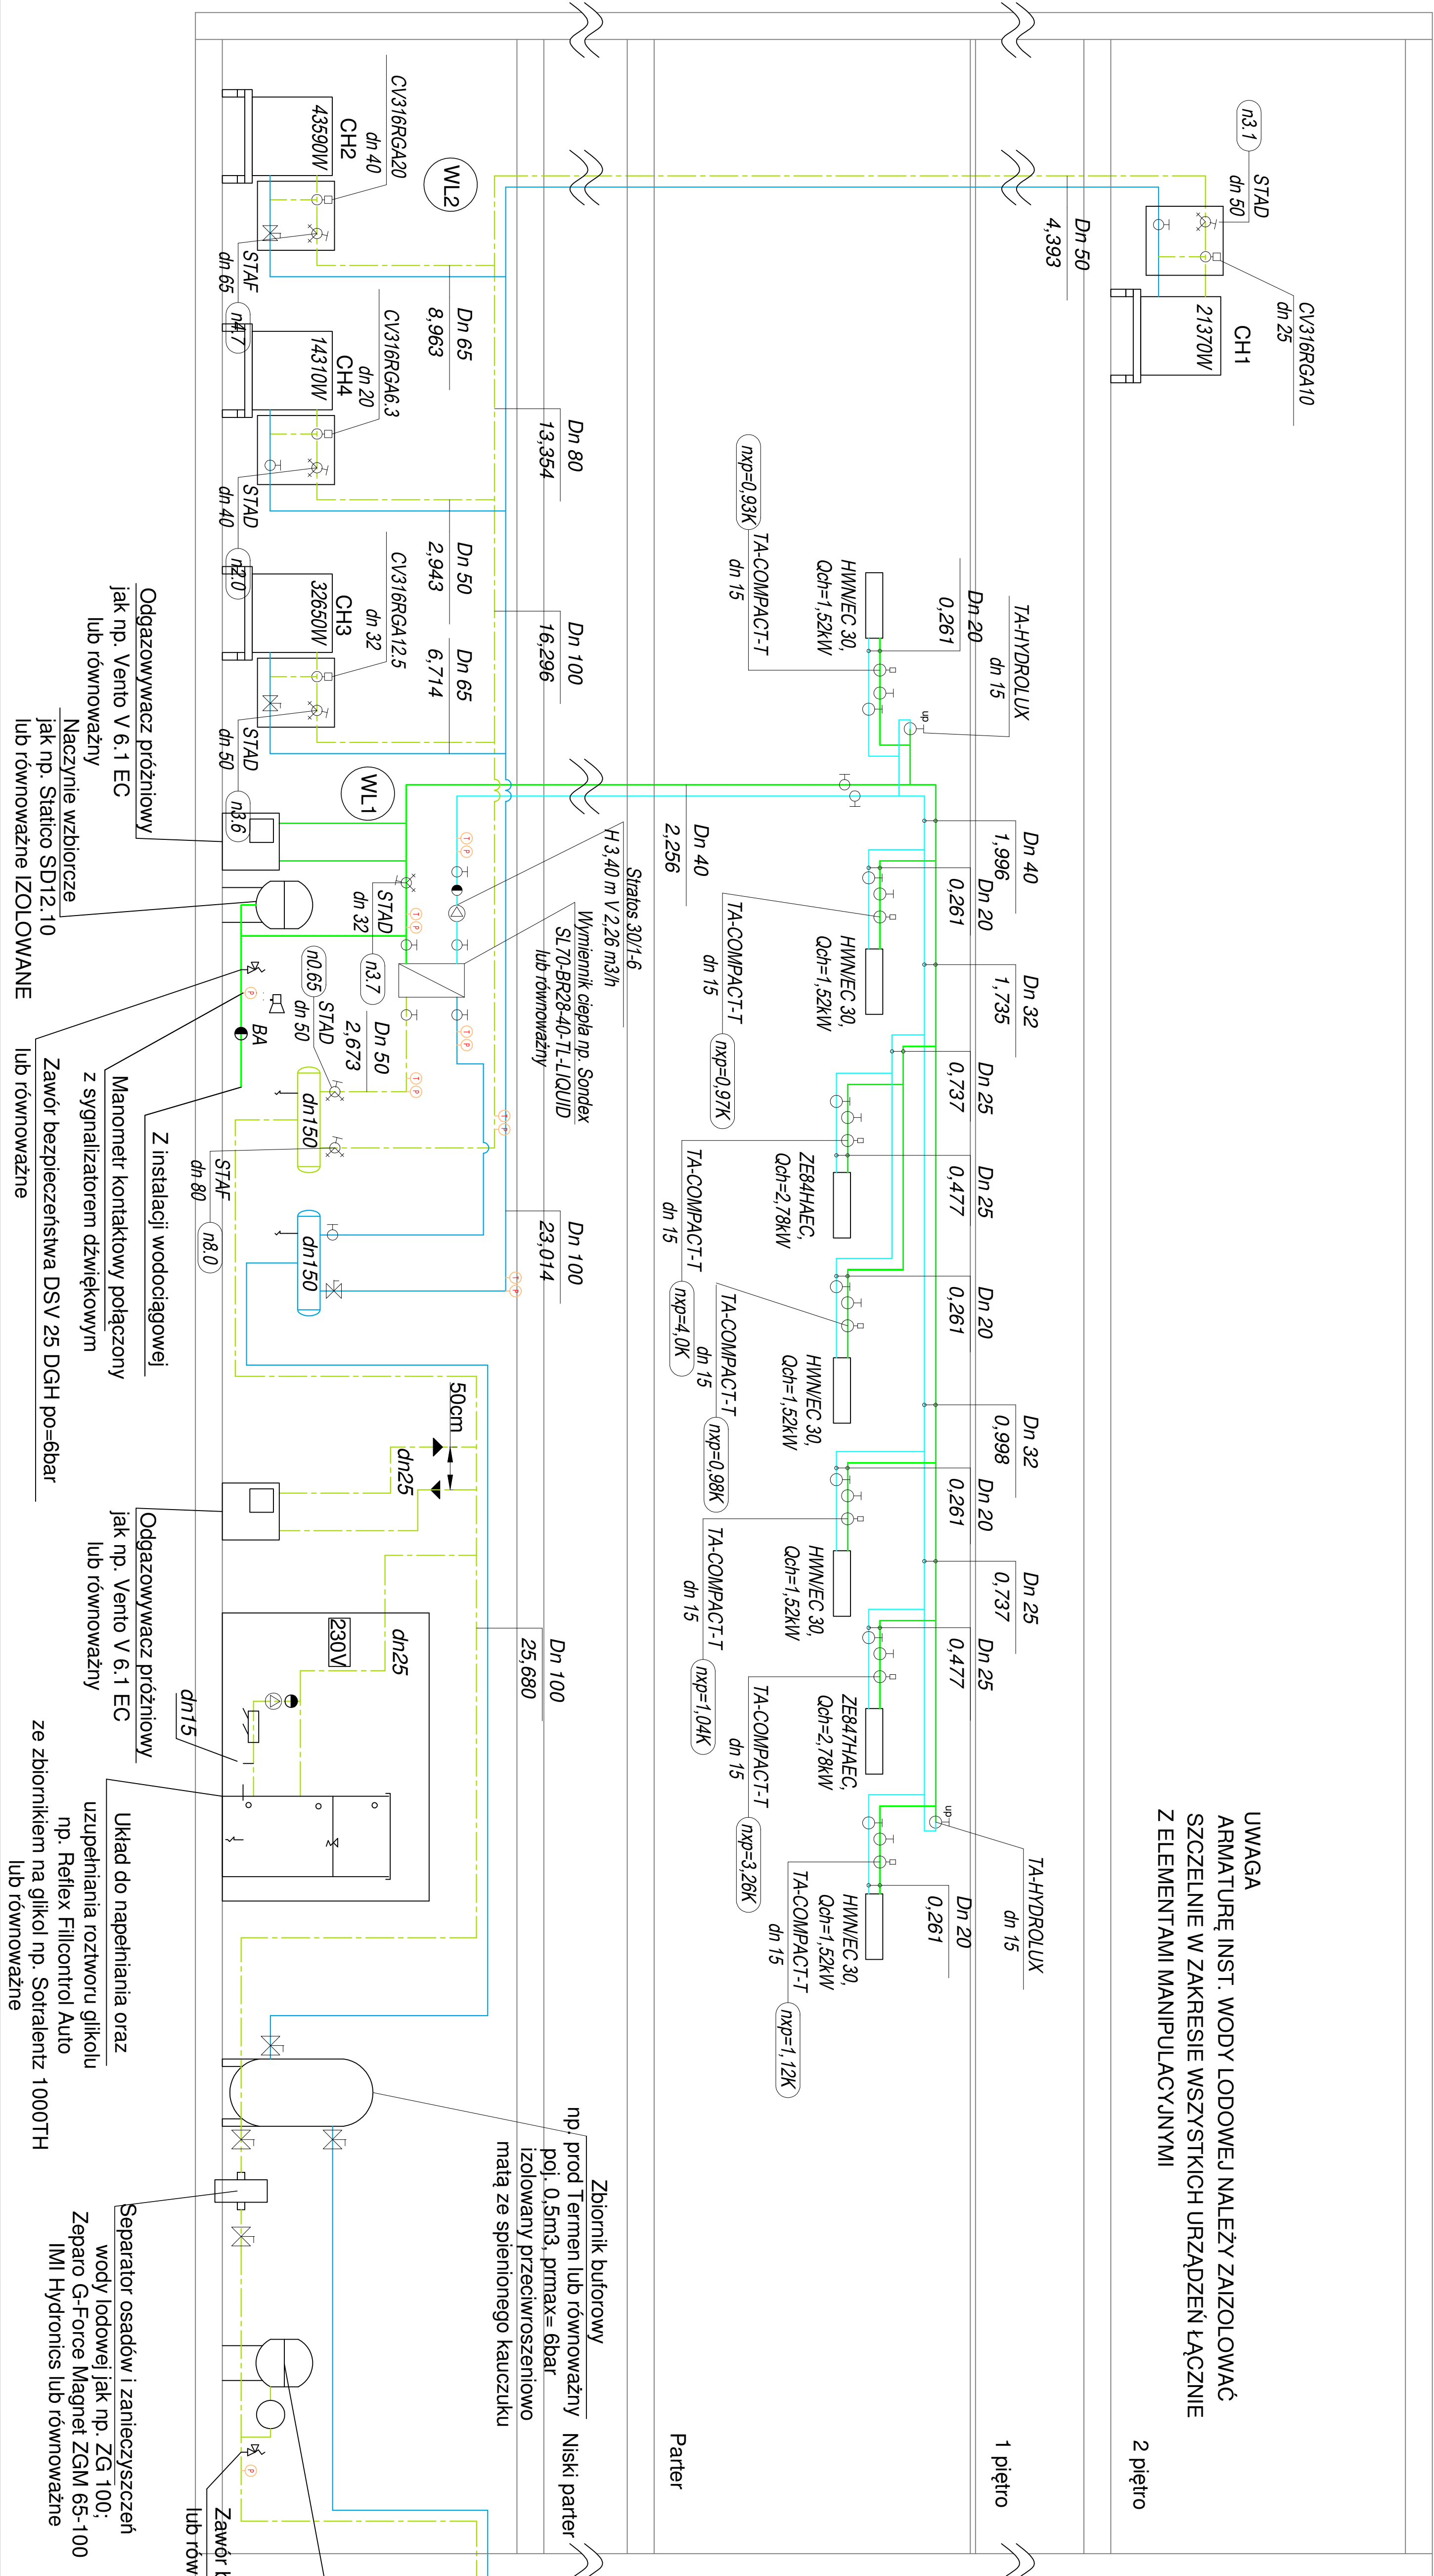 UWAGA
ARMATURĘ INST. WODY LODOWEJ NALEŻY ZAIZOLOWAĆ
SZCZELNIE W ZAKRESIE WSZYSTKICH URZĄDZEŃ ŁĄCZNIE
Z ELEMENTAMI MANIPULACYJNYMI
2 piętro
1 piętro
Parter
Niski parter
n3.1
STAD
dn 50
CV316RGA10
dn 25
CH1
21370W
Dn 50
4,393
TA-HYDROLUX
dn 15
Dn 20
0,261
HWN/EC 30,
Qch=1,52kW
TA-COMPACT-T
dn 15
nxp=0,93K
up
Dn 40
1,996
Dn 20
0,261
HWN/EC 30,
Qch=1,52kW
TA-COMPACT-T
dn 15
nxp=0,97K
Dn 32
1,735
Dn 25
0,737
Dn 25
0,477
ZE84HAEC,
Qch=2,78kW
TA-COMPACT-T
dn 15
nxp=4,0K
Dn 20
0,261
HWN/EC 30,
Qch=1,52kW
TA-COMPACT-T
dn 15
nxp=0,98K
Dn 32
0,998
Dn 20
0,261
HWN/EC 30,
Qch=1,52kW
TA-COMPACT-T
dn 15
nxp=1,04K
Dn 25
0,737
Dn 25
0,477
ZE847HAEC,
Qch=2,78kW
TA-COMPACT-T
dn 15
nxp=3,26K
up
TA-HYDROLUX
dn 15
Dn 20
0,261
HWN/EC 30,
Qch=1,52kW
TA-COMPACT-T
dn 15
nxp=1,12K
Dn 40
2,256
Stratos 30/1-6
H 3,40 m V 2,26 m3/h
Wymiennik ciepła np. Sondex
SL70-BR28-40-TL-LIQUID
lub równoważny
WL2
CV316RGA20
dn 40
CH2
43590W
STAF
dn 65
n4.7
Dn 65
8,963
CV316RGA6.3
dn 20
CH4
14310W
STAD
dn 40
n2.0
Dn 80
13,354
Dn 50
2,943
CV316RGA12.5
dn 32
CH3
32650W
STAD
dn 50
n3.6
Dn 100
16,296
Dn 65
6,714
WL1
STAD
dn 32
n3.7
n0.65
STAD
dn 50
Dn 50
2,673
T
P
T
P
T
P
T
P
T
P
T
P
P
BA
dn150
dn150
STAF
dn 80
n8.0
Dn 100
23,014
Odgazowywacz próżniowy
jak np. Vento V 6.1 EC
lub równoważny
Naczynie wzbiorcze
jak np. Statico SD12.10
lub równoważne IZOLOWANE
Z instalacji wodociągowej
Manometr kontaktowy połączony
z sygnalizatorem dźwiękowym
Zawór bezpieczeństwa DSV 25 DGH po=6bar
lub równoważne
50cm
dn25
Odgazowywacz próżniowy
jak np. Vento V 6.1 EC
lub równoważny
Dn 100
25,680
dn25
230V
dn15
Układ do napełniania oraz
uzupełniania roztworu glikolu
np. Reflex Fillcontrol Auto
ze zbiornikiem na glikol np. Sotralentz 1000TH
lub równoważne
Zbiornik buforowy
np. prod Termen lub równoważny
poj. 0,5m3, prmax= 6bar
izolowany przeciwroszeniowo
matą ze spienionego kauczuku
Separator osadów i zanieczyszczeń
wody lodowej jak np. ZG 100;
Zeparo G-Force Magnet ZGM 65-100
IMI Hydronics lub równoważne
P
Zawór b
lub rów